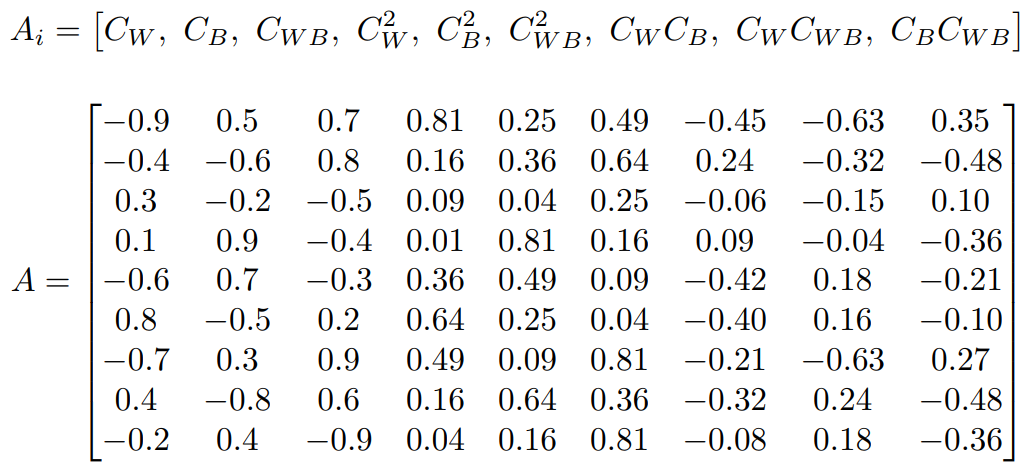 A_i = [C_W, C_B, C_{WB}, C_W^2, C_B^2, C_{WB}^2, C_W C_B, C_W C_{WB}, C_B C_{WB}]
−0.9 0.5 0.7 0.81 0.25 0.49 −0.45 −0.63 0.35
−0.4 −0.6 0.8 0.16 0.36 0.64 0.24 −0.32 −0.48
0.3 −0.2 −0.5 0.09 0.04 0.25 −0.06 −0.15 0.10
0.1 0.9 −0.4 0.01 0.81 0.16 0.09 −0.04 −0.36
A = −0.6 0.7 −0.3 0.36 0.49 0.09 −0.42 0.18 −0.21
0.8 −0.5 0.2 0.64 0.25 0.04 −0.40 0.16 −0.10
−0.7 0.3 0.9 0.49 0.09 0.81 −0.21 −0.63 0.27
0.4 −0.8 0.6 0.16 0.64 0.36 −0.32 0.24 −0.48
−0.2 0.4 −0.9 0.04 0.16 0.81 −0.08 0.18 −0.36